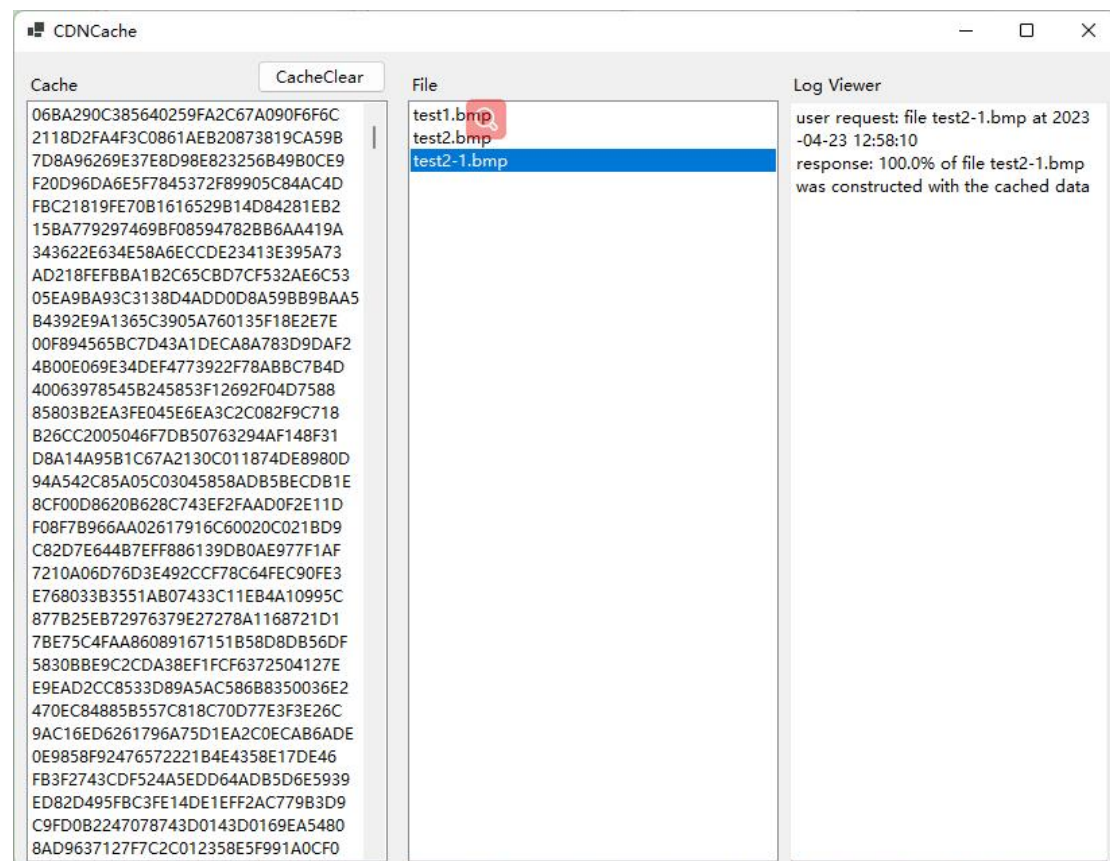 CDNCache
Cache
CacheClear
File
Log Viewer
06BA290C385640259FA2C67A090F6F6C
2118D2FA4F3C0861AEB20873819CA59B
7D8A96269E37E8D98E823256B49B0CE9
F20D96DA6E5F7845372F89905C84AC4D
FBC21819FE70B1616529B14D84281EB2
15BA779297469BF08594782BB6AA419A
343622E634E58A6ECCDE23413E395A73
AD218FEFBBA1B2C65CBD7CF532AE6C53
05EA9BA93C3138D4ADD0D8A59BB9BAA5
B4392E9A1365C3905A760135F18E2E7E
00F894565BC7D43A1DECA8A783D9DAF2
4B00E069E34DEF4773922F78ABBC7B4D
40063978545B245853F12692F04D7588
85803B2EA3FE045E6EA3C2C082F9C718
B26CC2005046F7DB50763294AF148F31
D8A14A95B1C67A2130C011874DE8980D
94A542C85A05C03045858ADB5BECDB1E
8CF00D8620B628C743EF2FAAD0F2E11D
F08F7B966AA02617916C60020C021BD9
C82D7E644B7EFF886139DB0AE977F1AF
7210A06D76D3E492CCF78C64FEC90FE3
E768033B3551AB07433C11EB4A10995C
877B25EB72976379E27278A1168721D1
7BE75C4FAA86089167151B58D8DB56DF
5830BBE9C2CDA38EF1FCF6372504127E
E9EAD2CC8533D89A5AC586B8350036E2
470EC84885B557C818C70D77E3F3E26C
9AC16ED6261796A75D1EA2C0ECAB6ADE
0E9858F92476572221B4E4358E17DE46
FB3F2743CDF524A5EDD64ADB5D6E5939
ED82D495FBC3FE14DE1EFF2AC779B3D9
C9FD0B2247078743D0143D0169EA5480
8AD9637127F7C2C012358E5F991A0CF0
test1.bmp
test2.bmp
test2-1.bmp
user request: file test2-1.bmp at 2023
-04-23 12:58:10
response: 100.0% of file test2-1.bmp
was constructed with the cached data